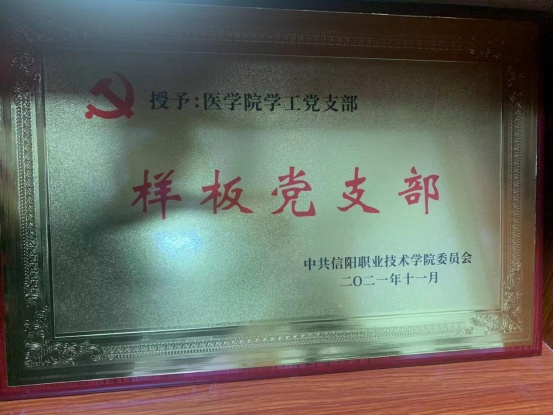 授予:医学院学工党支部
样板党支部
中共信阳职业技术学院委员会
二〇二一年十一月